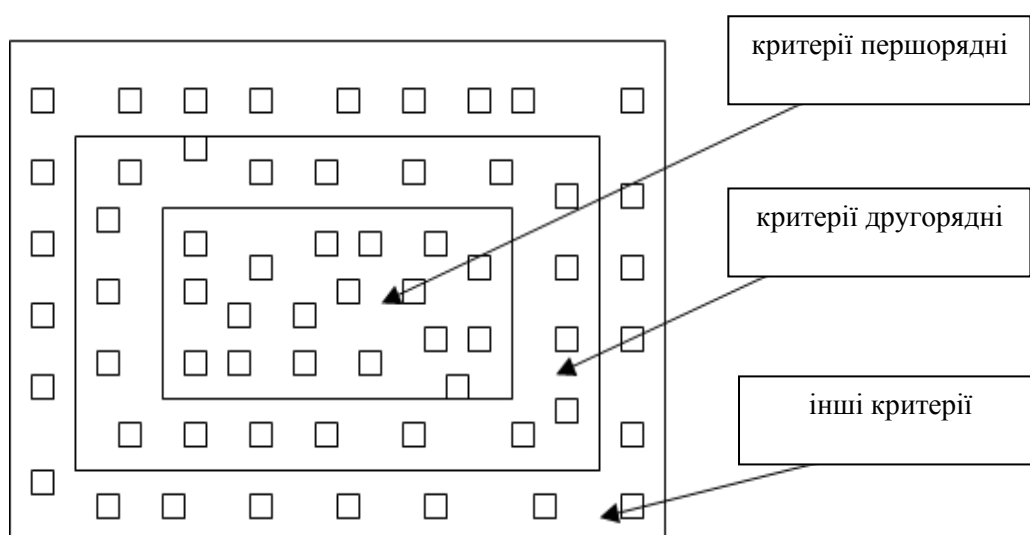 критерії першорядні
критерії другорядні
інші критерії